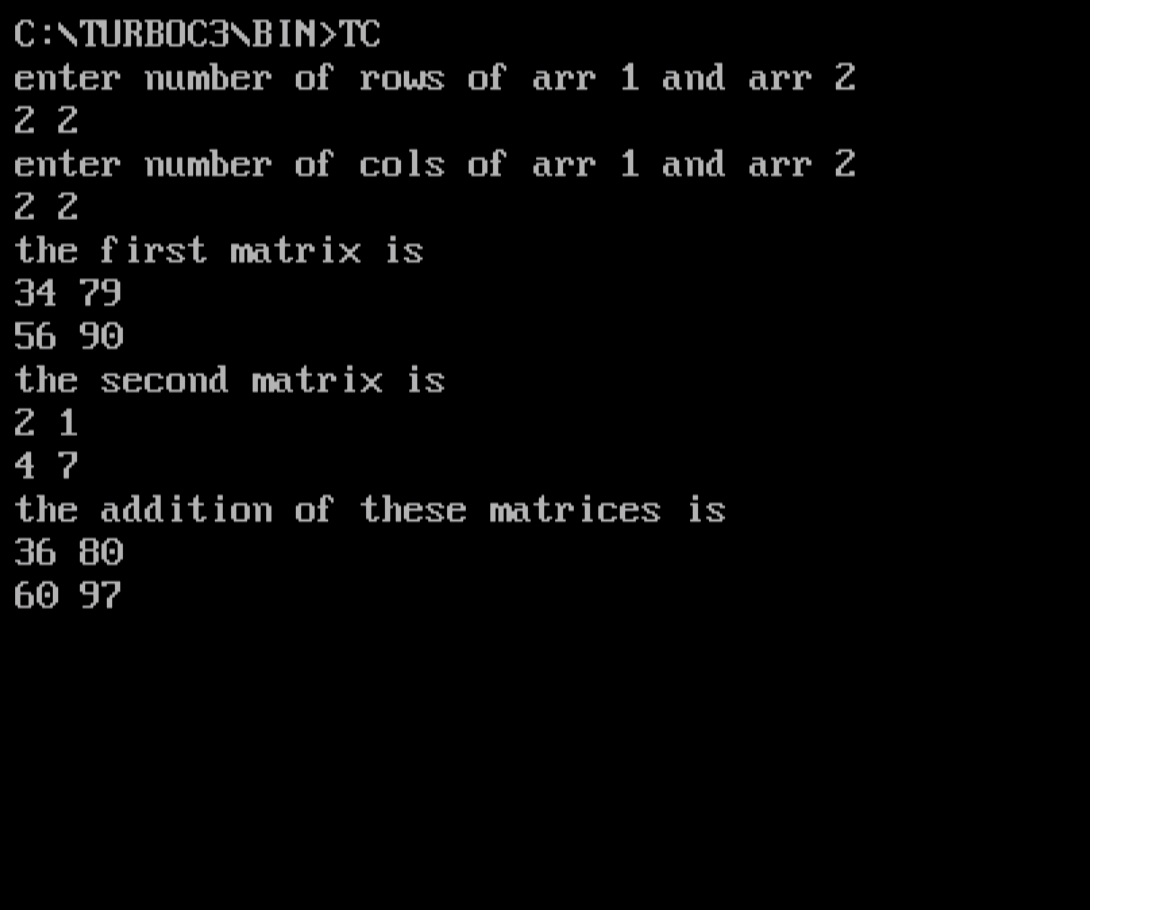 C:\TURBOC3\BIN>TC
enter number of rows of arr 1 and arr 2
2 2
enter number of cols of arr 1 and arr 2
2 2
the first matrix is
34 79
56 90
the second matrix is
2 1
4 7
the addition of these matrices is
36 80
60 97